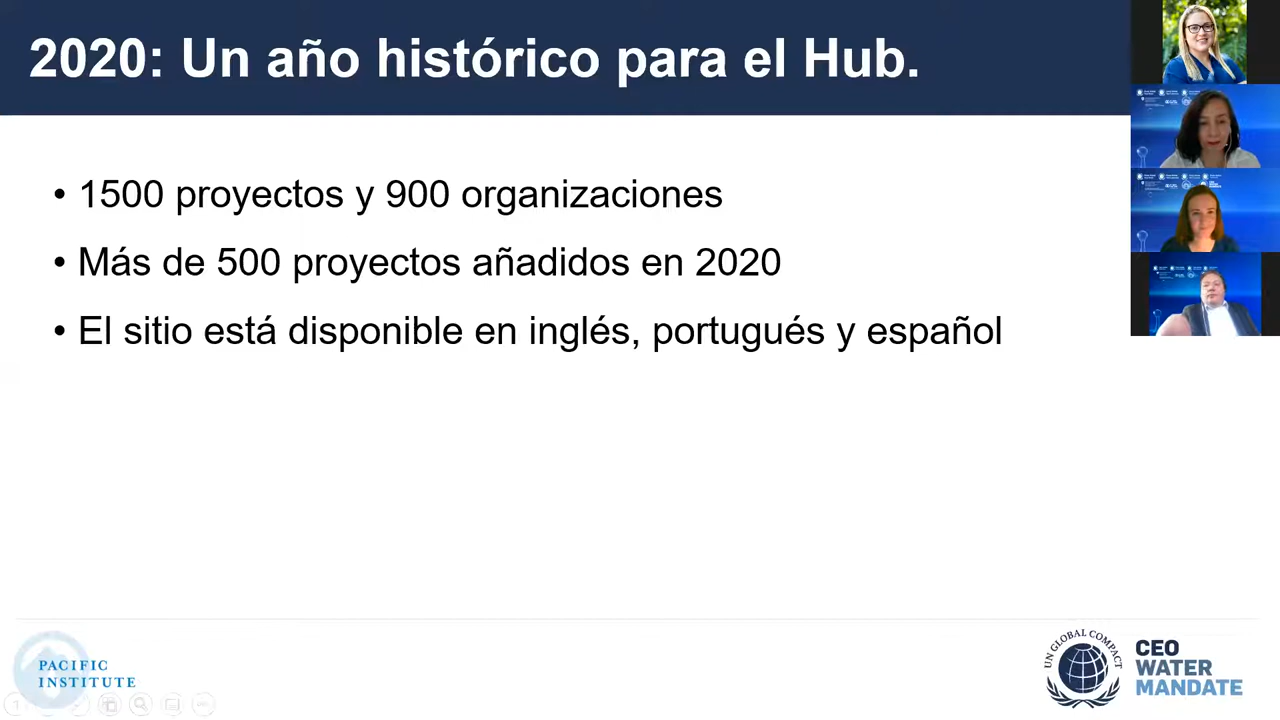 2020: Un año histórico para el Hub.
• 1500 proyectos y 900 organizaciones
• Más de 500 proyectos añadidos en 2020
• El sitio está disponible en inglés, portugués y español
PACIFIC
INSTITUTE
UN GLOBAL COMPACT
CEO
WATER
MANDATE